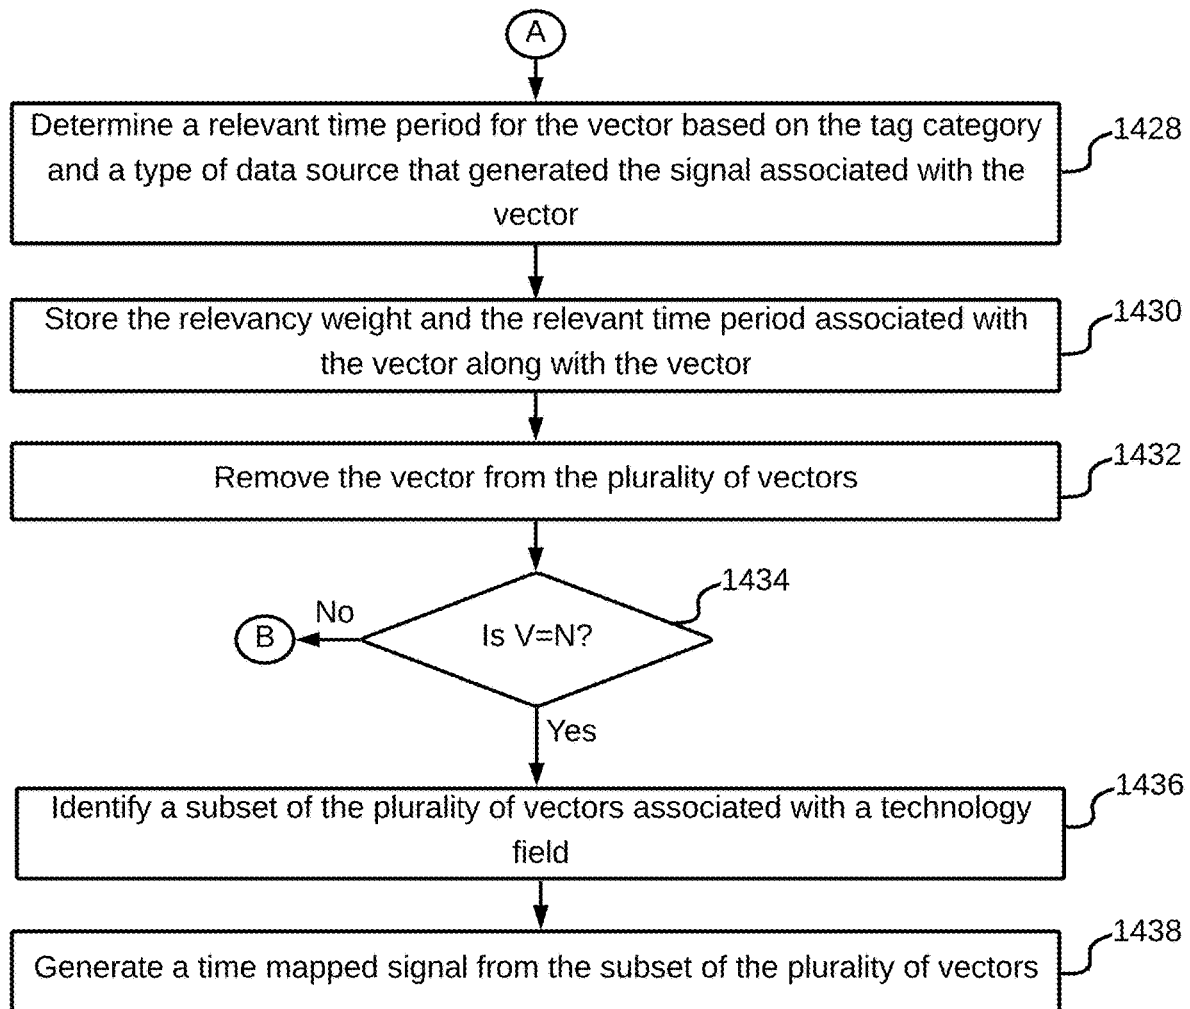 A
Determine a relevant time period for the vector based on the tag category
and a type of data source that generated the signal associated with the
vector
1428
Store the relevancy weight and the relevant time period associated with
the vector along with the vector
1430
Remove the vector from the plurality of vectors
1432
Is V=N?
1434
No
B
Yes
Identify a subset of the plurality of vectors associated with a technology
field
1436
Generate a time mapped signal from the subset of the plurality of vectors
1438